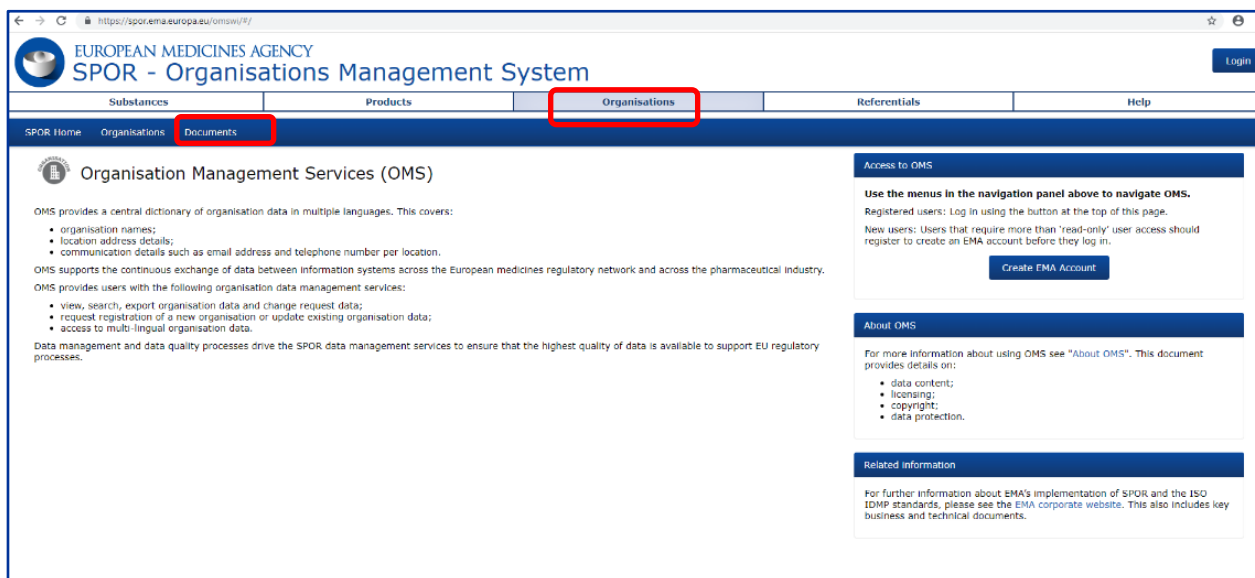 https://spor.ema.europa.eu/omswi/#/
EUROPEAN MEDICINES AGENCY
SPOR - Organisations Management System
Login
Substances Products Organisations Referentials Help
SPOR Home Organisations Documents
ORGANISATION
Organisation Management Services (OMS)
OMS provides a central dictionary of organisation data in multiple languages. This covers:
• organisation names;
• location address details;
• communication details such as email address and telephone number per location.
OMS supports the continuous exchange of data between information systems across the European medicines regulatory network and across the pharmaceutical industry.
OMS provides users with the following organisation data management services:
• view, search, export organisation data and change request data;
• request registration of a new organisation or update existing organisation data;
• access to multi-lingual organisation data.
Data management and data quality processes drive the SPOR data management services to ensure that the highest quality of data is available to support EU regulatory
processes.
Access to OMS
Use the menus in the navigation panel above to navigate OMS.
Registered users: Log in using the button at the top of this page.
New users: Users that require more than 'read-only' user access should
register to create an EMA account before they log in.
Create EMA Account
About OMS
For more information about using OMS see "About OMS". This document
provides details on:
• data content;
• licensing;
• copyright;
• data protection.
Related information
For further information about EMA's implementation of SPOR and the ISO
IDMP standards, please see the EMA corporate website. This also includes key
business and technical documents.